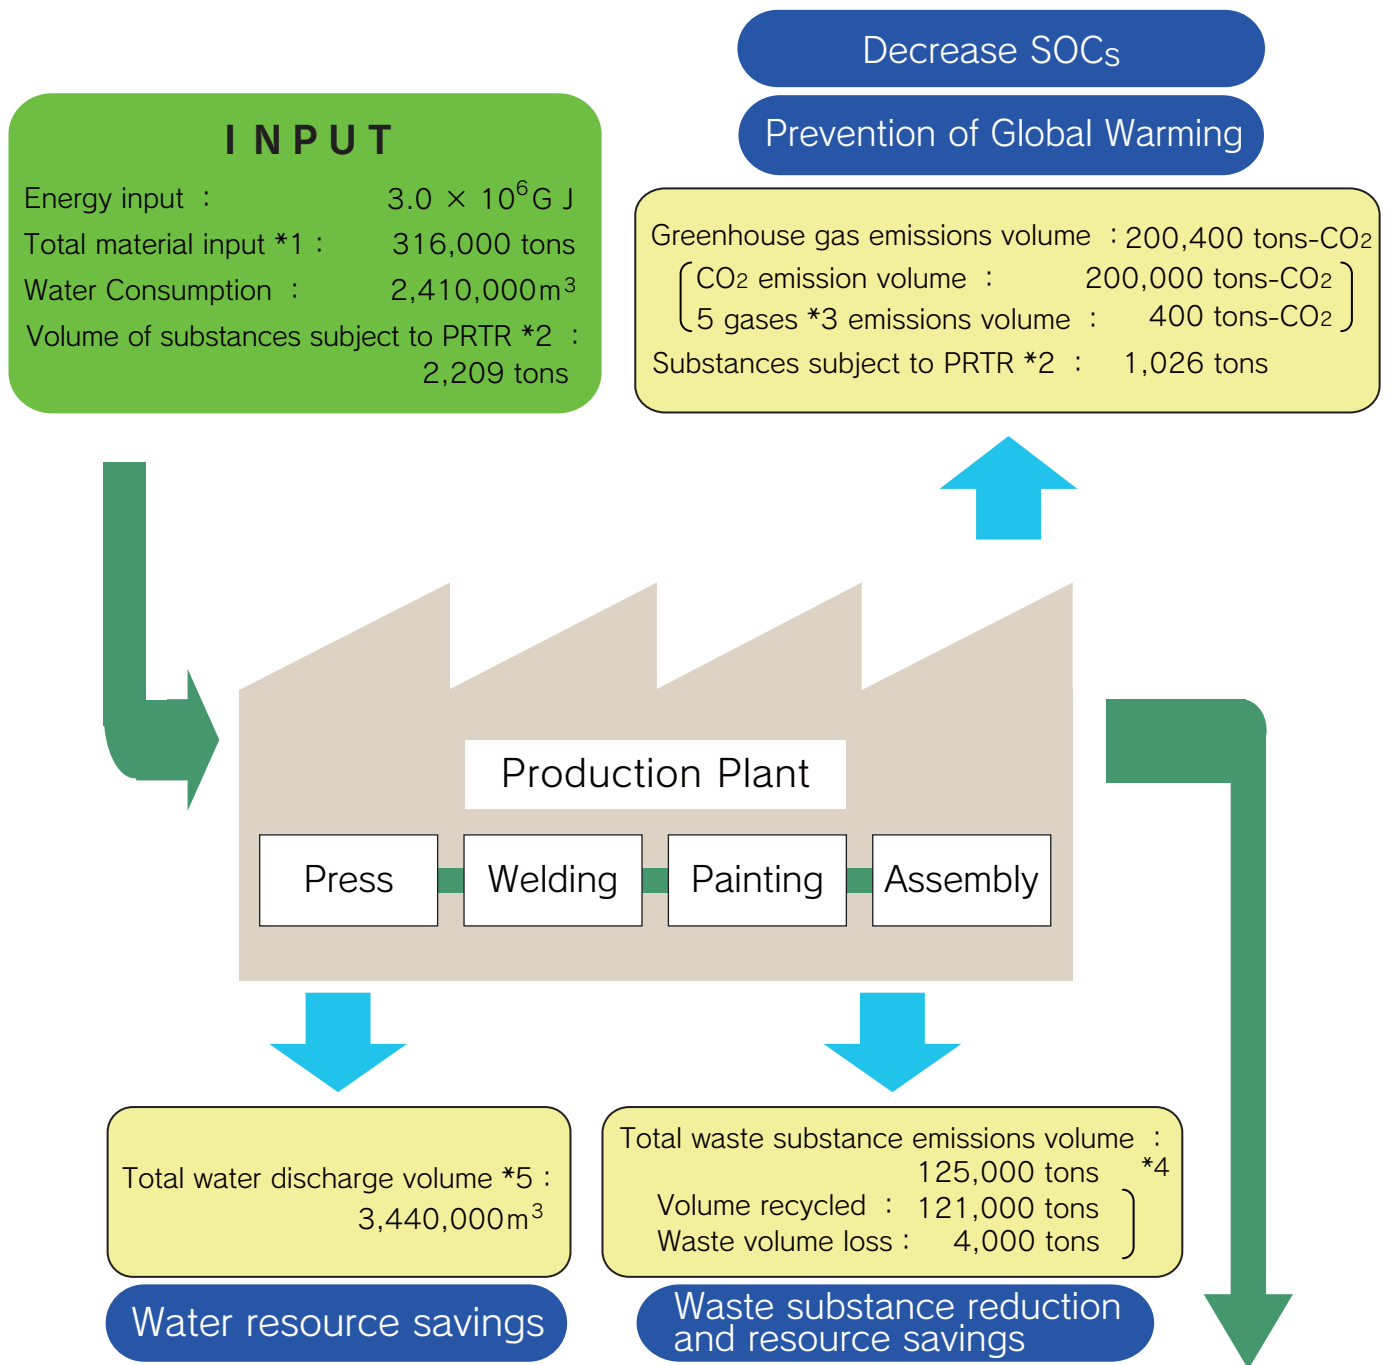 Decrease SOCs
Prevention of Global Warming
INPUT
Energy input : 3.0 × 10⁶G J
Total material input *1 : 316,000 tons
Water Consumption : 2,410,000m³
Volume of substances subject to PRTR *2 :
2,209 tons
Greenhouse gas emissions volume : 200,400 tons-CO₂
CO₂ emission volume : 200,000 tons-CO₂
5 gases *3 emissions volume : 400 tons-CO₂
Substances subject to PRTR *2 : 1,026 tons
Production Plant
Press
Welding
Painting
Assembly
Total water discharge volume *5 :
3,440,000m³
Water resource savings
Total waste substance emissions volume :
125,000 tons *4
Volume recycled : 121,000 tons
Waste volume loss : 4,000 tons
Waste substance reduction
and resource savings